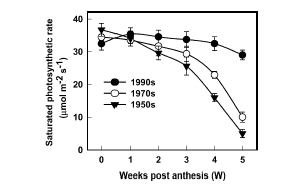 40
30
20
10
0
Saturated photosynthetic rate
(μmol m-2 s-1)
1990s
1970s
1950s
0 1 2 3 4 5
Weeks post anthesis (W)